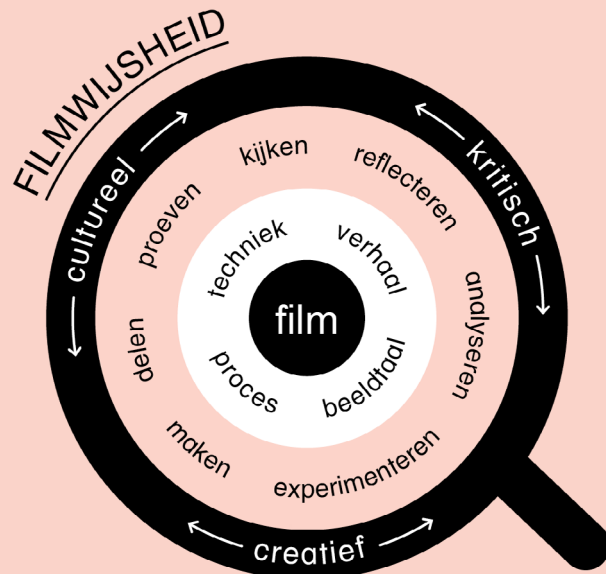 FILMWIJSHEID
cultureel
kritisch
creatief
kijken
reflecteren
analyseren
experimenteren
maken
delen
proeven
techniek
verhaal
beeldtaal
proces
film